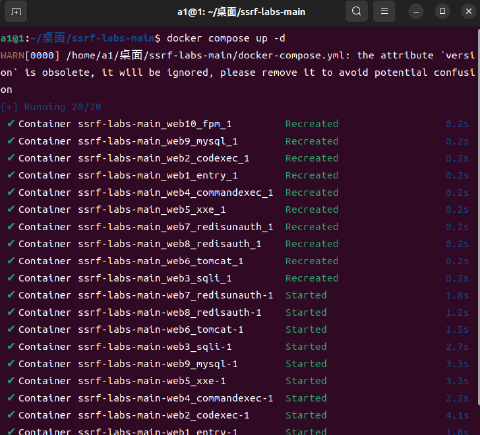 a1@1: ~/桌面/ssrf-labs-main
a1@1:~/桌面/ssrf-labs-main$ docker compose up -d
WARN[0000] /home/a1/桌面/ssrf-labs-main/docker-compose.yml: the attribute `versi
on` is obsolete, it will be ignored, please remove it to avoid potential confusi
on
[+] Running 20/20
✔ Container ssrf-labs-main_web10_fpm_1 Recreated 0.2s
✔ Container ssrf-labs-main_web9_mysql_1 Recreated 0.2s
✔ Container ssrf-labs-main_web2_codexec_1 Recreated 0.2s
✔ Container ssrf-labs-main_web1_entry_1 Recreated 0.2s
✔ Container ssrf-labs-main_web4_commandexec_1 Recreated 0.2s
✔ Container ssrf-labs-main_web5_xxe_1 Recreated 0.2s
✔ Container ssrf-labs-main_web7_redisunauth_1 Recreated 0.2s
✔ Container ssrf-labs-main_web8_redisauth_1 Recreated 0.2s
✔ Container ssrf-labs-main_web6_tomcat_1 Recreated 0.2s
✔ Container ssrf-labs-main_web3_sqli_1 Recreated 0.2s
✔ Container ssrf-labs-main-web7_redisunauth-1 Started 1.8s
✔ Container ssrf-labs-main-web8_redisauth-1 Started 1.2s
✔ Container ssrf-labs-main-web6_tomcat-1 Started 1.5s
✔ Container ssrf-labs-main-web3_sqli-1 Started 2.7s
✔ Container ssrf-labs-main-web9_mysql-1 Started 3.3s
✔ Container ssrf-labs-main-web5_xxe-1 Started 3.3s
✔ Container ssrf-labs-main-web4_commandexec-1 Started 2.2s
✔ Container ssrf-labs-main-web2_codexec-1 Started 4.1s
✔ Container ssrf-labs-main-web1_entry-1 Started 1.0s